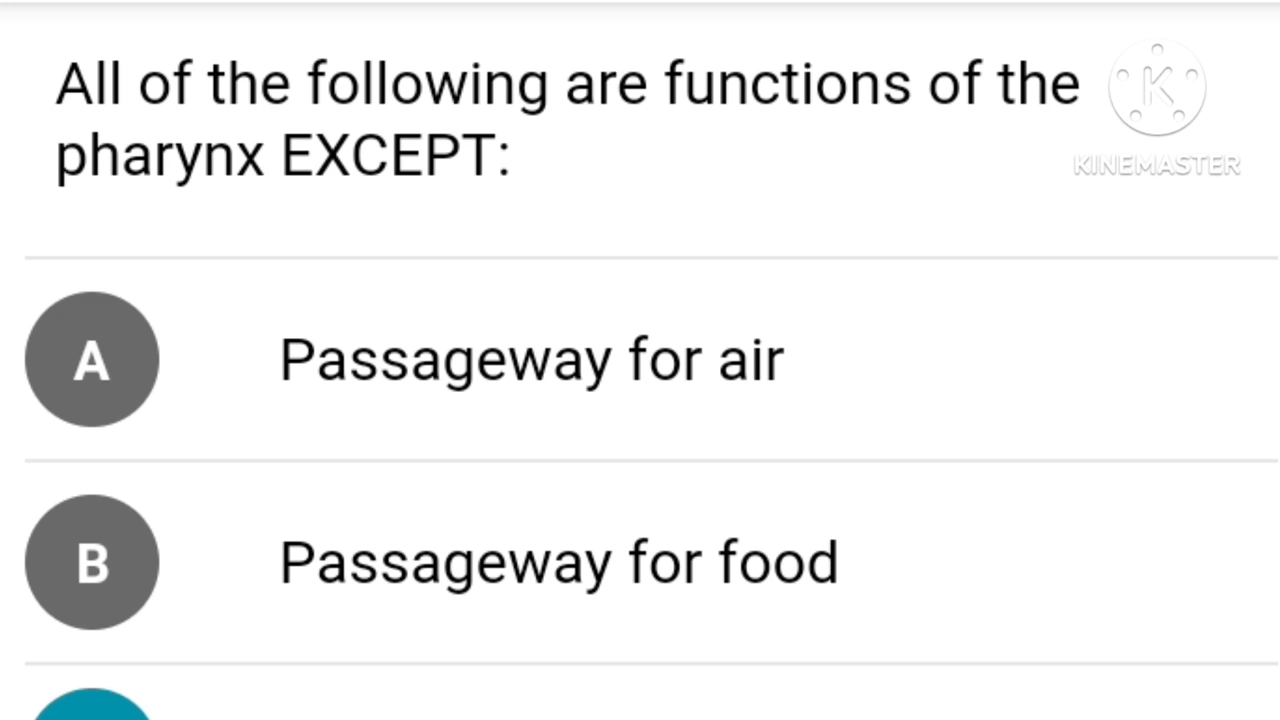 All of the following are functions of the
pharynx EXCEPT:
K
KINEMASTER
A
Passageway for air
B
Passageway for food